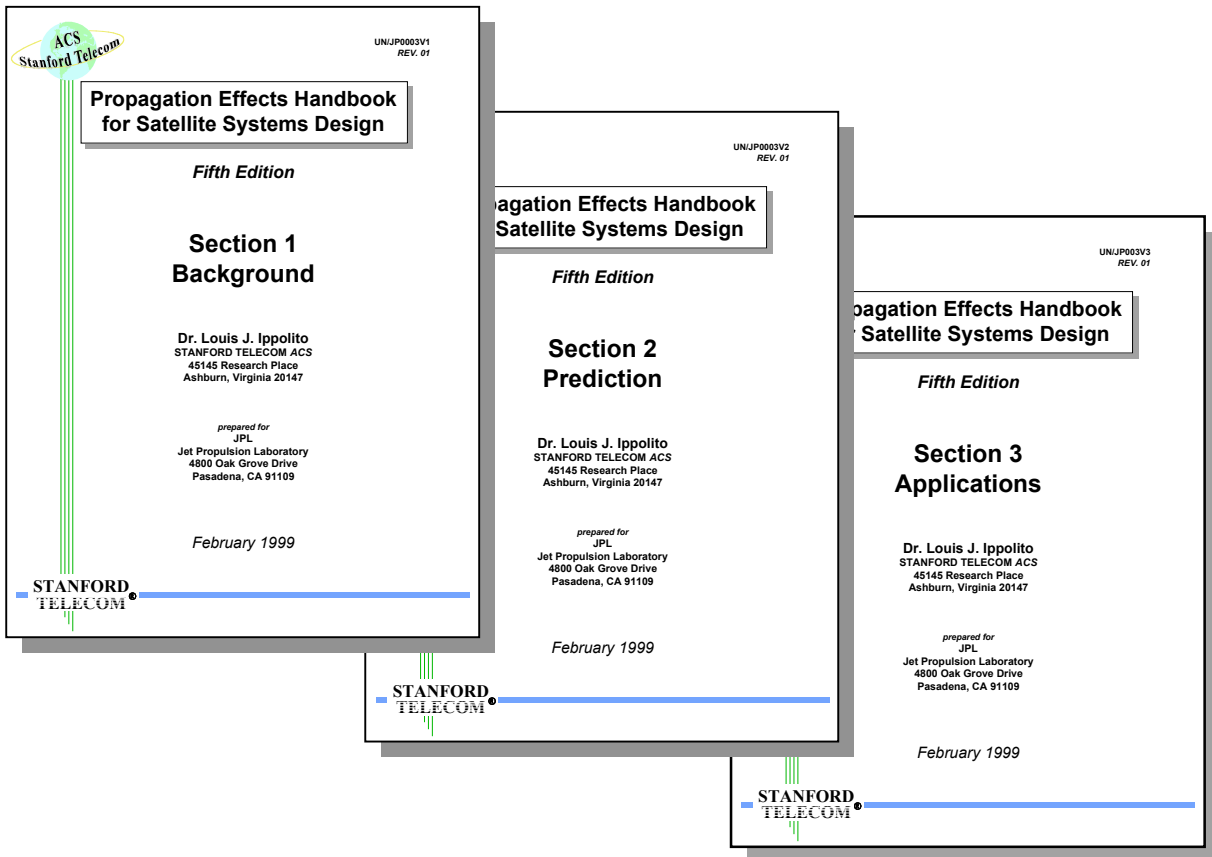 ACS
Stanford Telecom
UN/JP0003V1
REV. 01
Propagation Effects Handbook
for Satellite Systems Design
Fifth Edition
Section 1
Background
Dr. Louis J. Ippolito
STANFORD TELECOM ACS
45145 Research Place
Ashburn, Virginia 20147
prepared for
JPL
Jet Propulsion Laboratory
4800 Oak Grove Drive
Pasadena, CA 91109
February 1999
STANFORD
TELECOM®
UN/JP0003V2
REV. 01
pagation Effects Handbook
Satellite Systems Design
Fifth Edition
Section 2
Prediction
Dr. Louis J. Ippolito
STANFORD TELECOM ACS
45145 Research Place
Ashburn, Virginia 20147
prepared for
JPL
Jet Propulsion Laboratory
4800 Oak Grove Drive
Pasadena, CA 91109
February 1999
STANFORD
TELECOM®
UN/JP003V3
REV. 01
pagation Effects Handbook
Satellite Systems Design
Fifth Edition
Section 3
Applications
Dr. Louis J. Ippolito
STANFORD TELECOM ACS
45145 Research Place
Ashburn, Virginia 20147
prepared for
JPL
Jet Propulsion Laboratory
4800 Oak Grove Drive
Pasadena, CA 91109
February 1999
STANFORD
TELECOM®